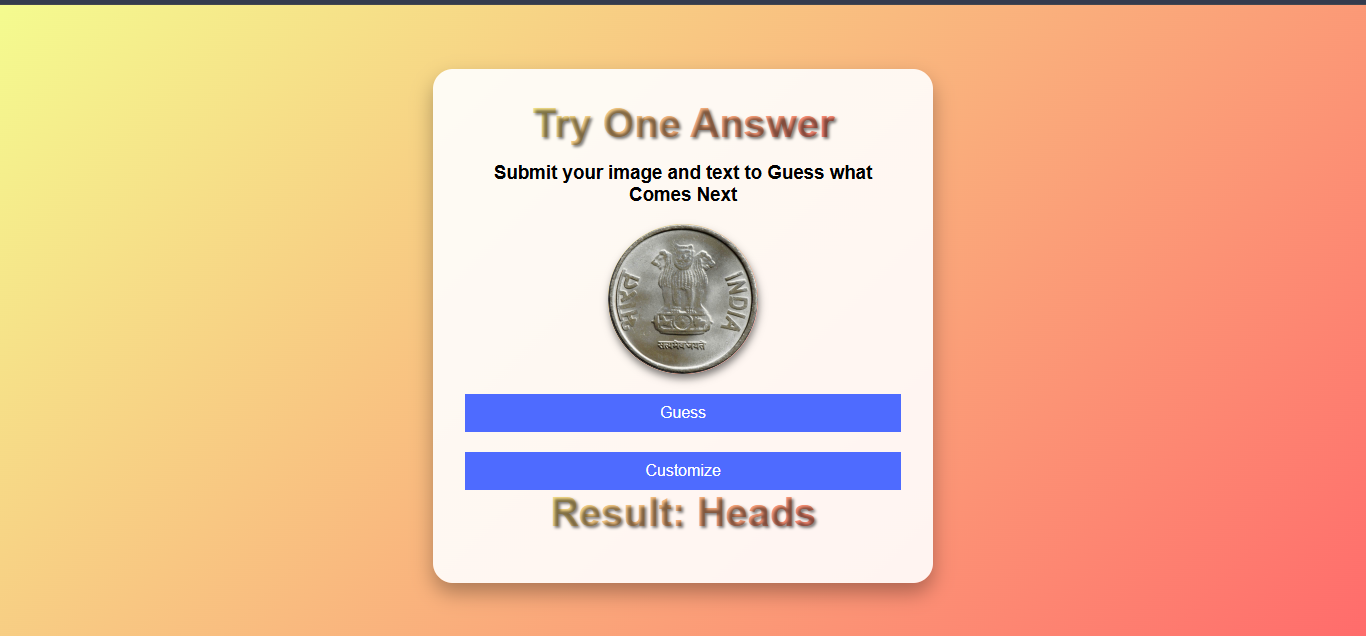 Try One Answer
Submit your image and text to Guess what
Comes Next
भारत
INDIA
सत्यमेव जयते
Guess
Customize
Result: Heads